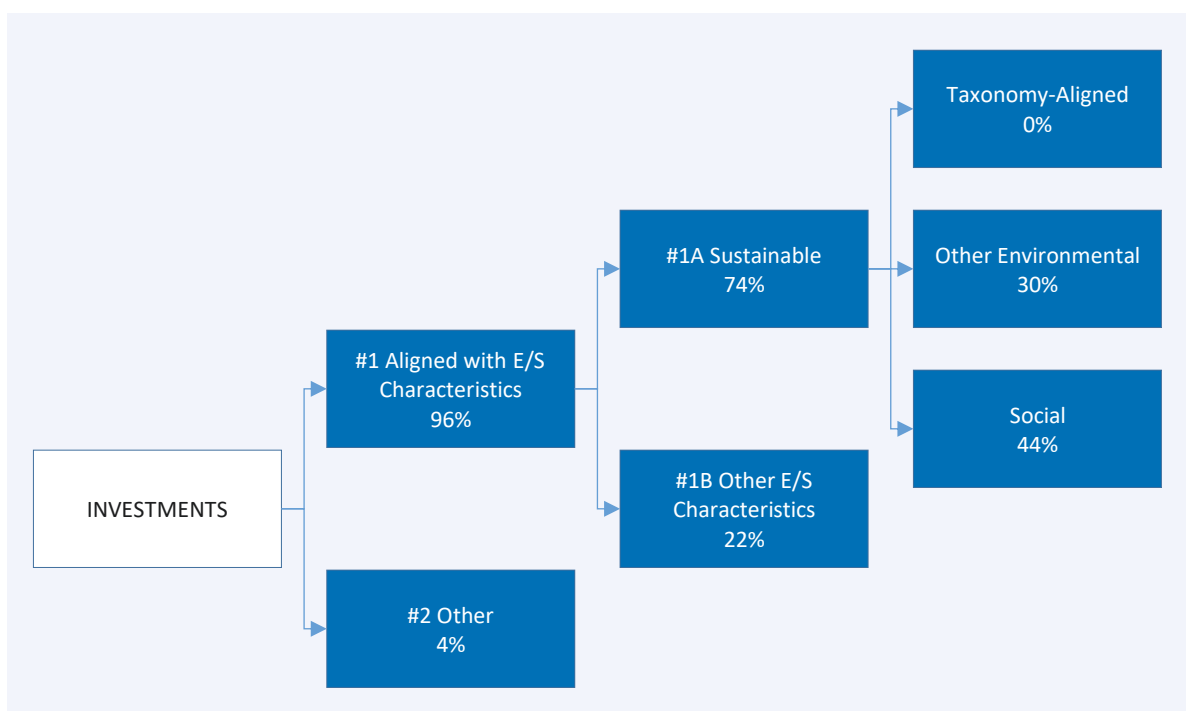 Taxonomy-Aligned
0%
#1A Sustainable
74%
Other Environmental
30%
#1 Aligned with E/S
Characteristics
96%
Social
44%
INVESTMENTS
#1B Other E/S
Characteristics
22%
#2 Other
4%